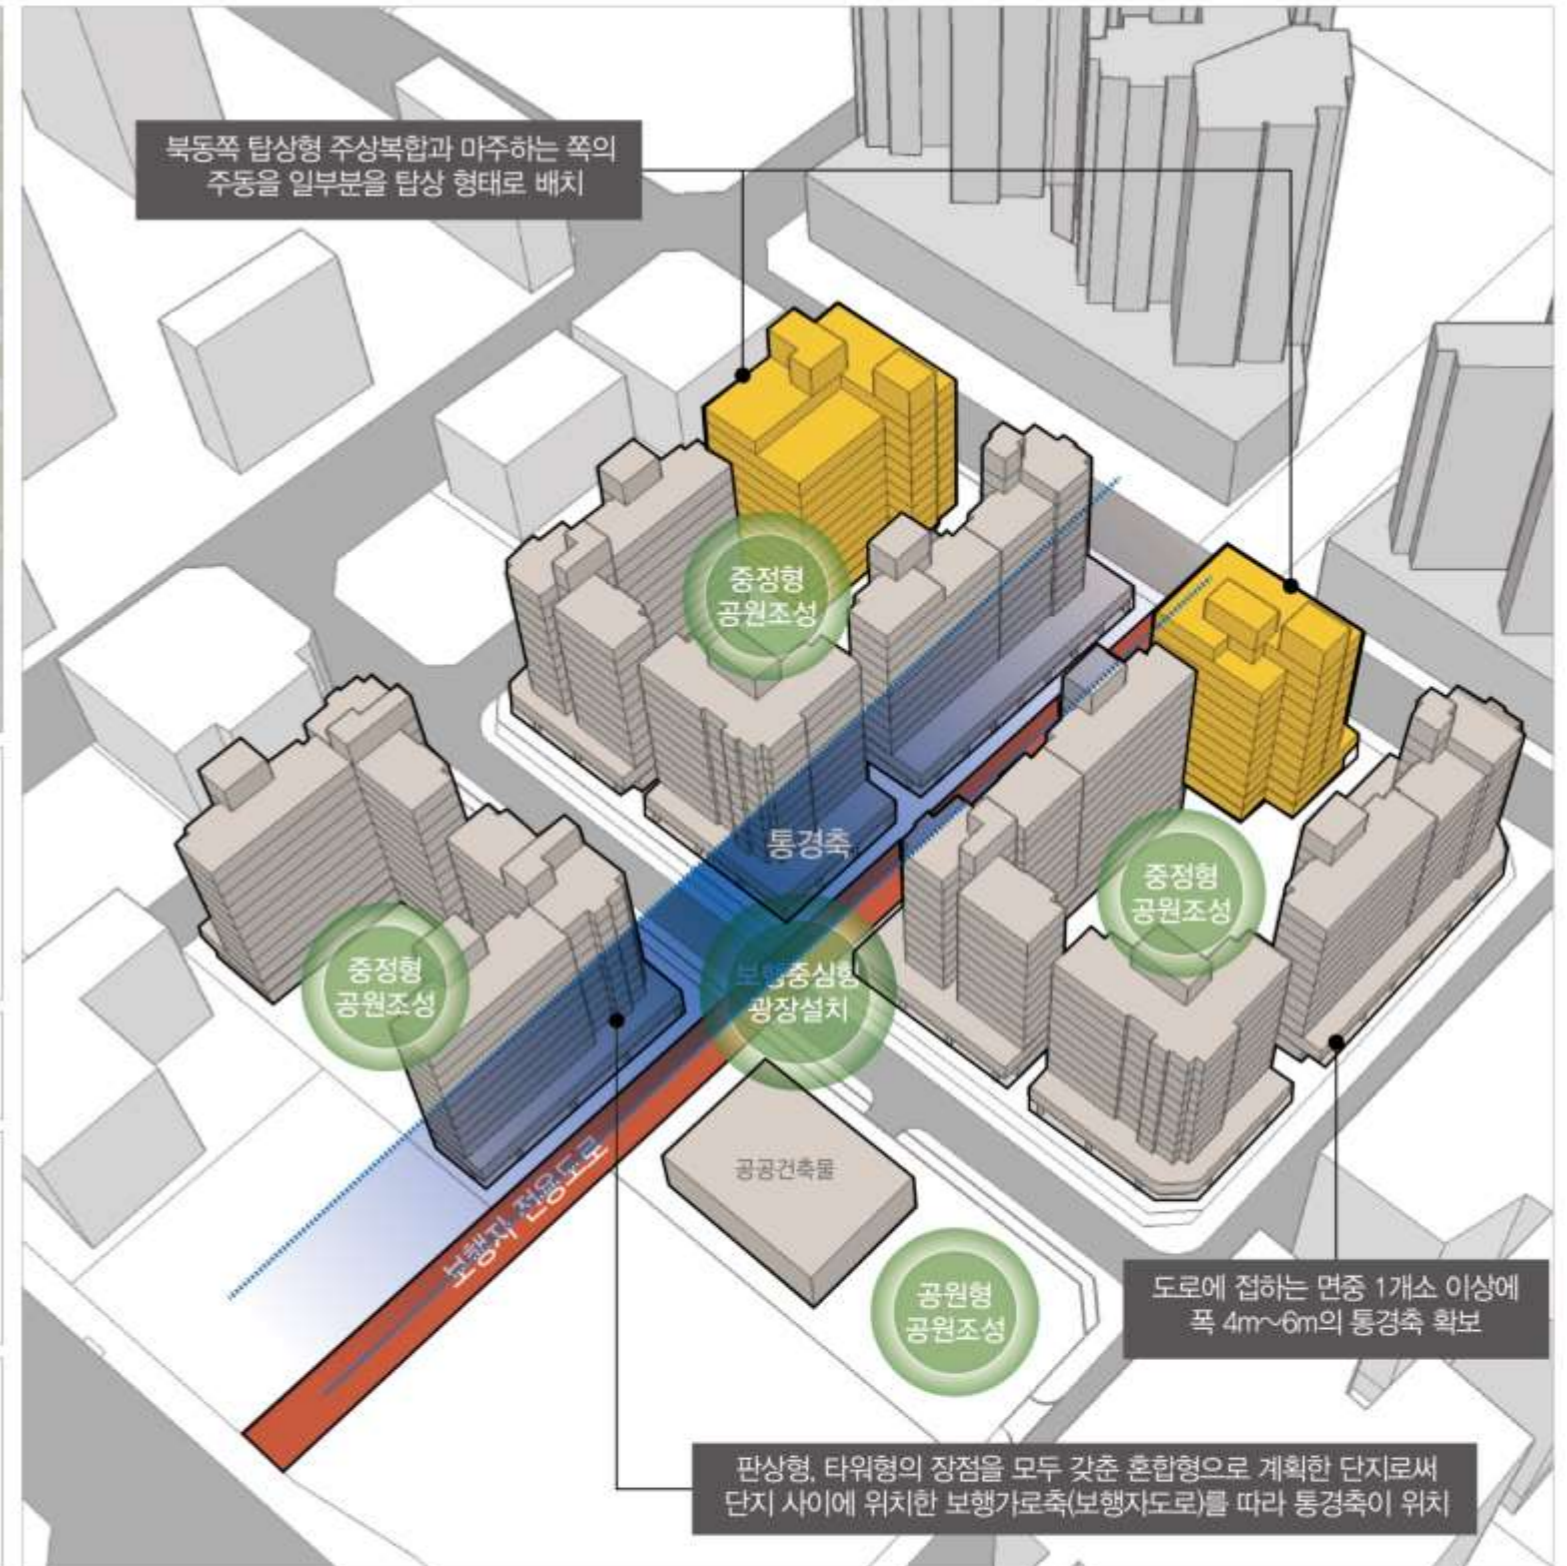 북동쪽 탑상형 주상복합과 마주하는 쪽의
주동을 일부분을 탑상 형태로 배치
중정형
공원조성
통경축
중정형
공원조성
중정형
공원조성
보행중심형
광장설치
보행자 전용도로
공공건축물
공원형
공원조성
도로에 접하는 면중 1개소 이상에
폭 4m~6m의 통경축 확보
판상형, 타워형의 장점을 모두 갖춘 혼합형으로 계획한 단지로써
단지 사이에 위치한 보행가로축(보행자도로)를 따라 통경축이 위치